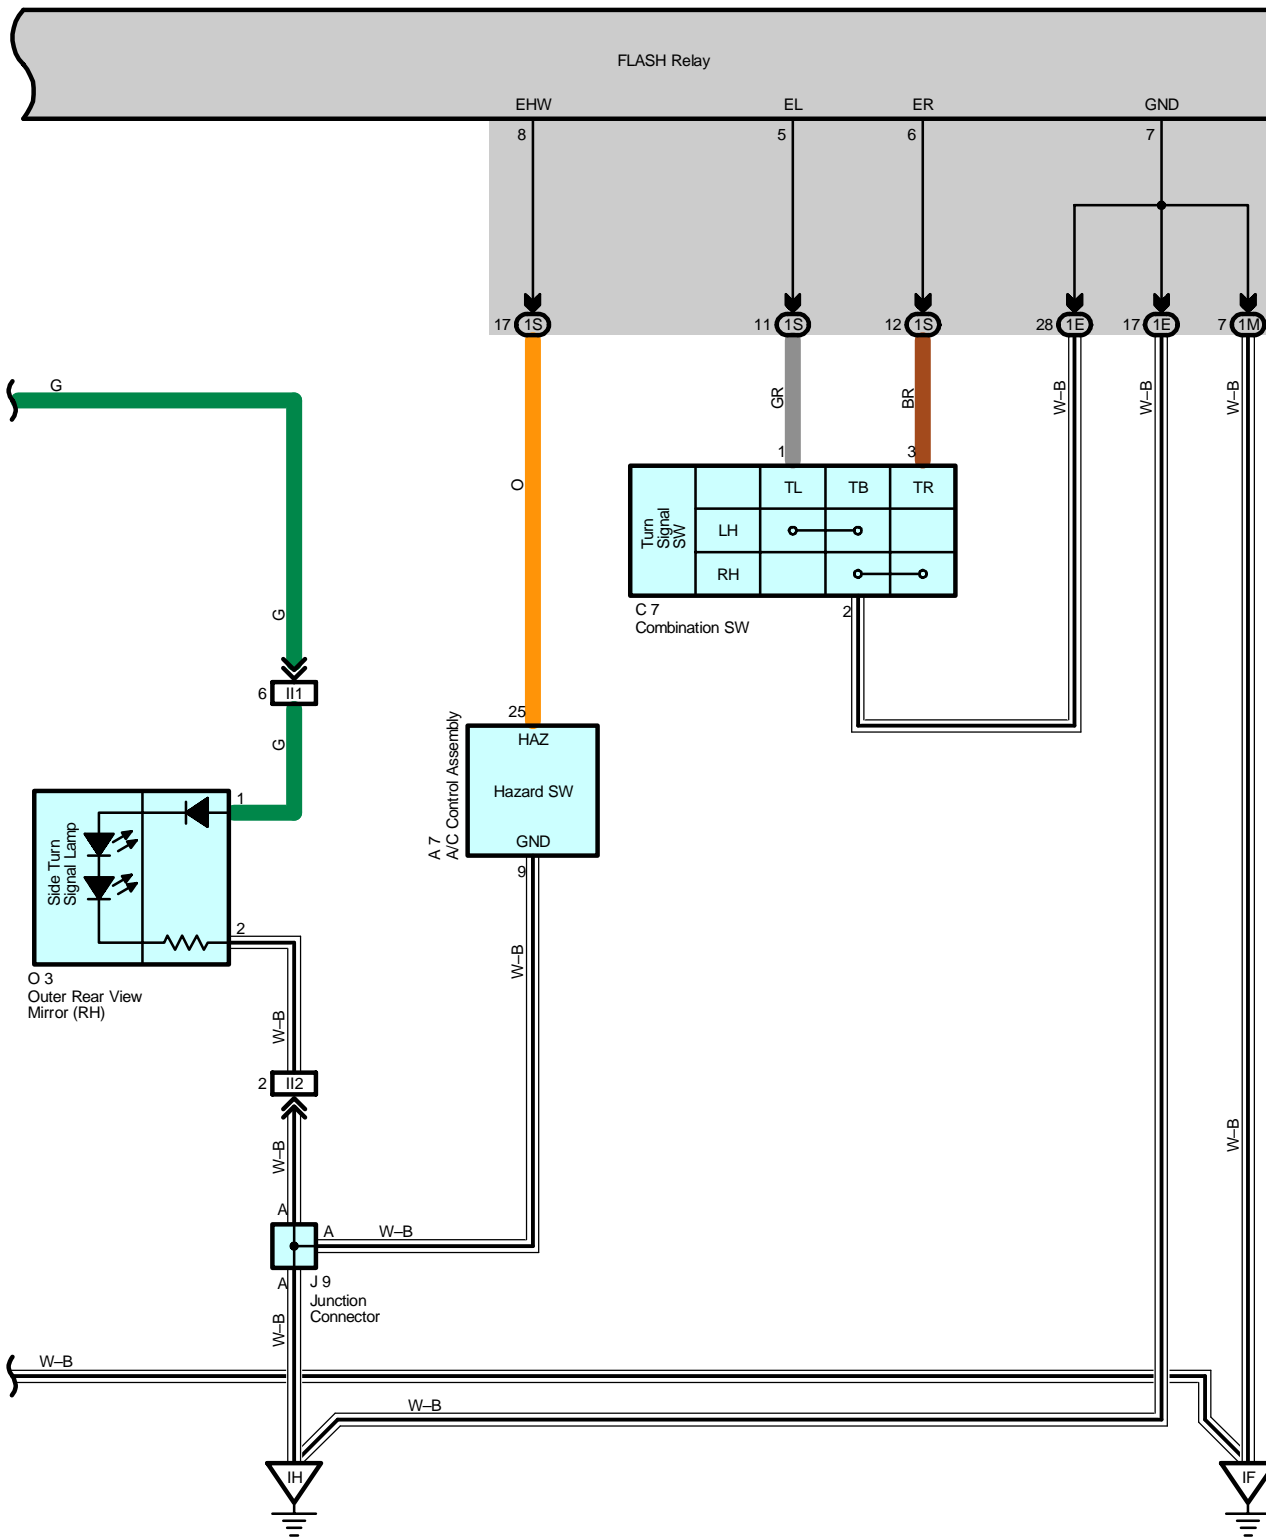 FLASH Relay
EHW EL ER GND
8 5 6 7
17 1S 11 1S 12 1S 28 1E 17 1E 7 1M
G
GR
BR
W–B
W–B
W–B
1 3
O
Turn
Signal
SW
TL TB TR
LH
RH
2
C 7
Combination SW
G
6 II1
G
25
HAZ
Hazard SW
GND
9
A 7
A/C Control Assembly
1
Side Turn
Signal Lamp
2
O 3
Outer Rear View
Mirror (RH)
W–B
W–B
2 II2
W–B
W–B
A
A W–B
A
J 9
Junction
Connector
W–B
W–B
W–B
IH
IF